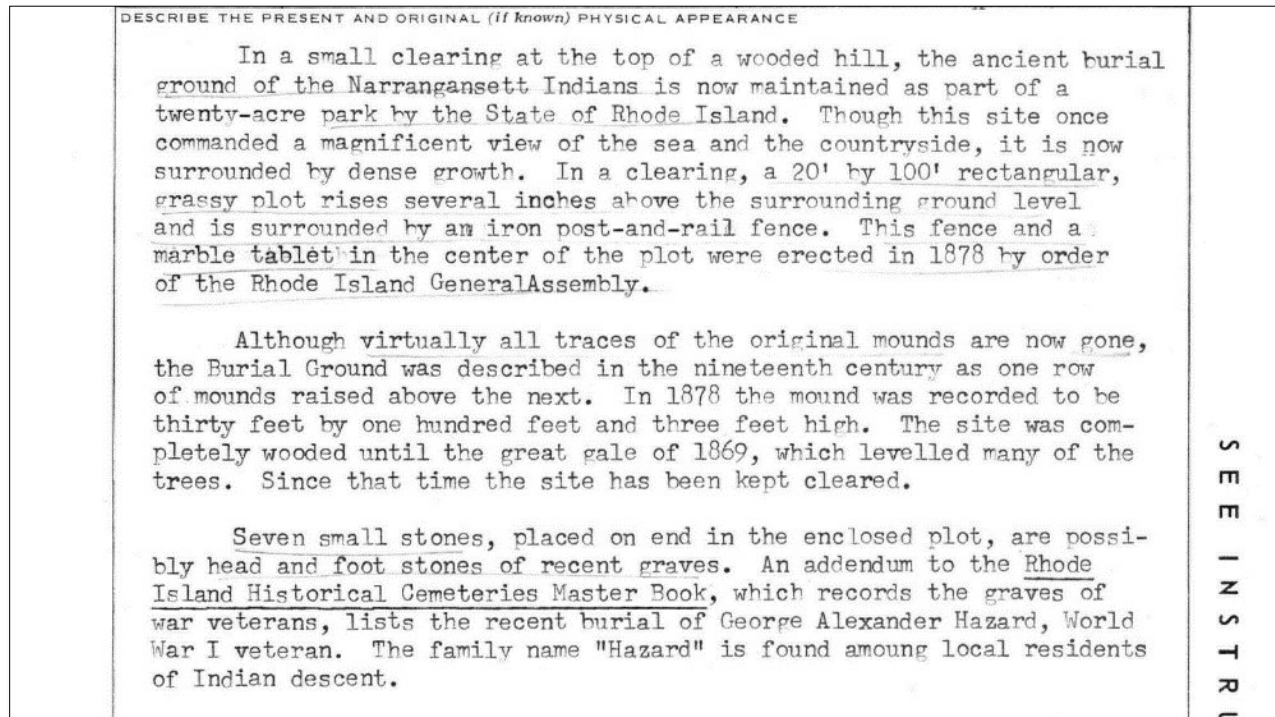 DESCRIBE THE PRESENT AND ORIGINAL (if known) PHYSICAL APPEARANCE
In a small clearing at the top of a wooded hill, the ancient burial
ground of the Narrangansett Indians is now maintained as part of a
twenty-acre park by the State of Rhode Island. Though this site once
commanded a magnificent view of the sea and the countryside, it is now
surrounded by dense growth. In a clearing, a 20' by 100' rectangular,
grassy plot rises several inches above the surrounding ground level
and is surrounded by an iron post-and-rail fence. This fence and a
marble tablet in the center of the plot were erected in 1878 by order
of the Rhode Island GeneralAssembly.
Although virtually all traces of the original mounds are now gone,
the Burial Ground was described in the nineteenth century as one row
of mounds raised above the next. In 1878 the mound was recorded to be
thirty feet by one hundred feet and three feet high. The site was com-
pletely wooded until the great gale of 1869, which levelled many of the
trees. Since that time the site has been kept cleared.
Seven small stones, placed on end in the enclosed plot, are possi-
bly head and foot stones of recent graves. An addendum to the Rhode
Island Historical Cemeteries Master Book, which records the graves of
war veterans, lists the recent burial of George Alexander Hazard, World
War I veteran. The family name "Hazard" is found amoung local residents
of Indian descent.
SEE INSTRU